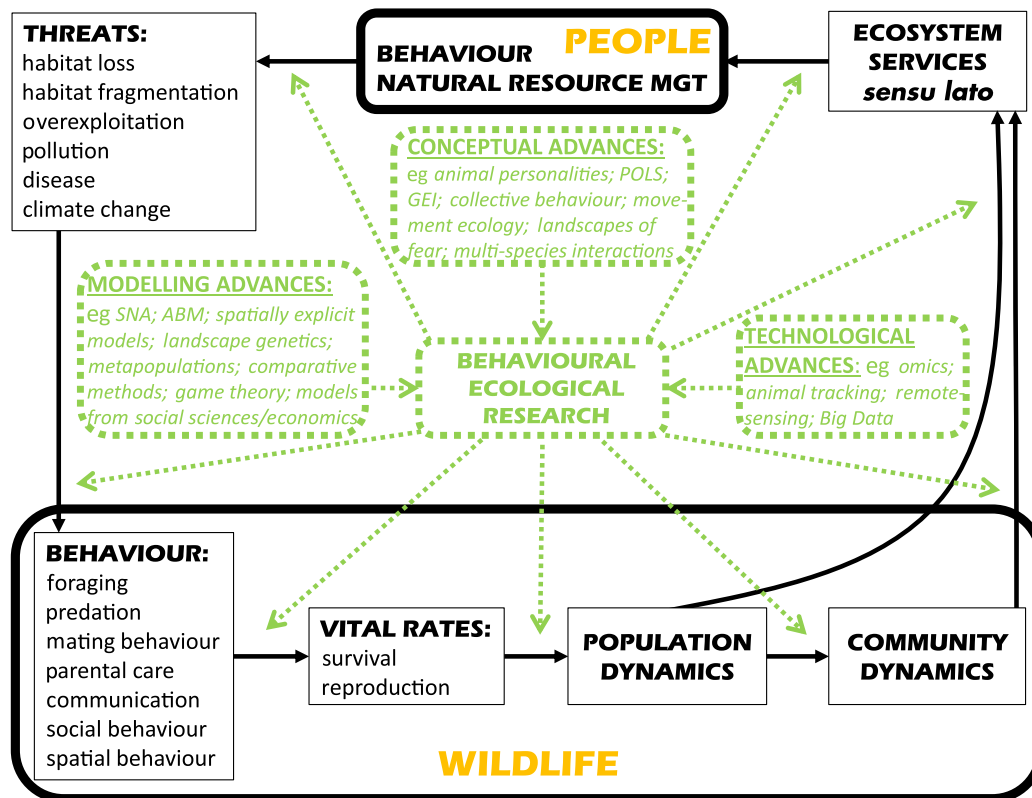 THREATS:
habitat loss
habitat fragmentation
overexploitation
pollution
disease
climate change
PEOPLE
BEHAVIOUR
NATURAL RESOURCE MGT
ECOSYSTEM
SERVICES
sensu lato
CONCEPTUAL ADVANCES:
eg animal personalities; POLS;
GEI; collective behaviour; move-
ment ecology; landscapes of
fear; multi-species interactions
MODELLING ADVANCES:
eg SNA; ABM; spatially explicit
models; landscape genetics;
metapopulations; comparative
methods; game theory; models
from social sciences/economics
BEHAVIOURAL
ECOLOGICAL
RESEARCH
TECHNOLOGICAL
ADVANCES: eg omics;
animal tracking; remote-
sensing; Big Data
BEHAVIOUR:
foraging
predation
mating behaviour
parental care
communication
social behaviour
spatial behaviour
VITAL RATES:
survival
reproduction
POPULATION
DYNAMICS
COMMUNITY
DYNAMICS
WILDLIFE